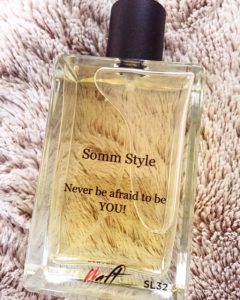 Somm Style
Never be afraid to be
YOU!
SL32